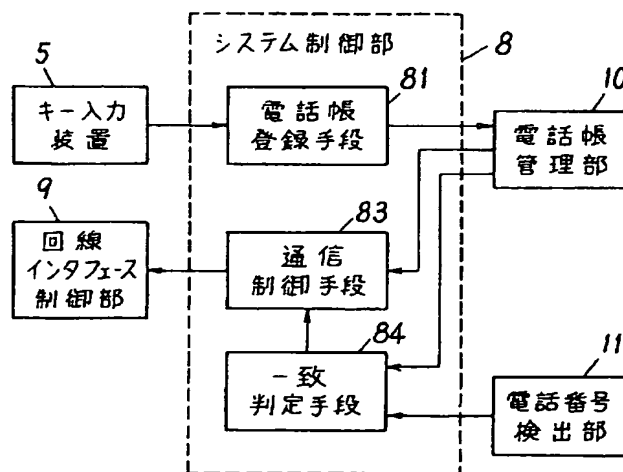 システム制御部
8
5
キー入力
装置
81
電話帳
登録手段
10
電話帳
管理部
9
回線
インタフェース
制御部
83
通信
制御手段
84
一致
判定手段
11
電話番号
検出部